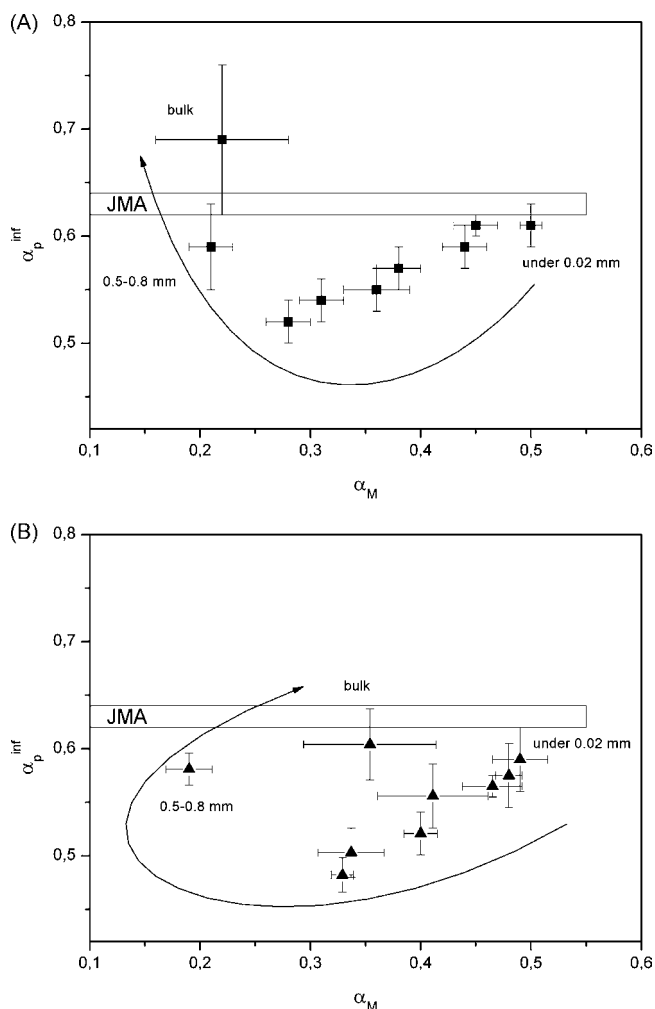 (A)
0,8
0,7
0,6
0,5
α_p^inf
bulk
JMA
0.5-0.8 mm
under 0.02 mm
0,1 0,2 0,3 0,4 0,5 0,6
α_M
(B)
0,8
0,7
0,6
0,5
α_p^inf
bulk
JMA
under 0.02 mm
0.5-0.8 mm
0,1 0,2 0,3 0,4 0,5 0,6
α_M